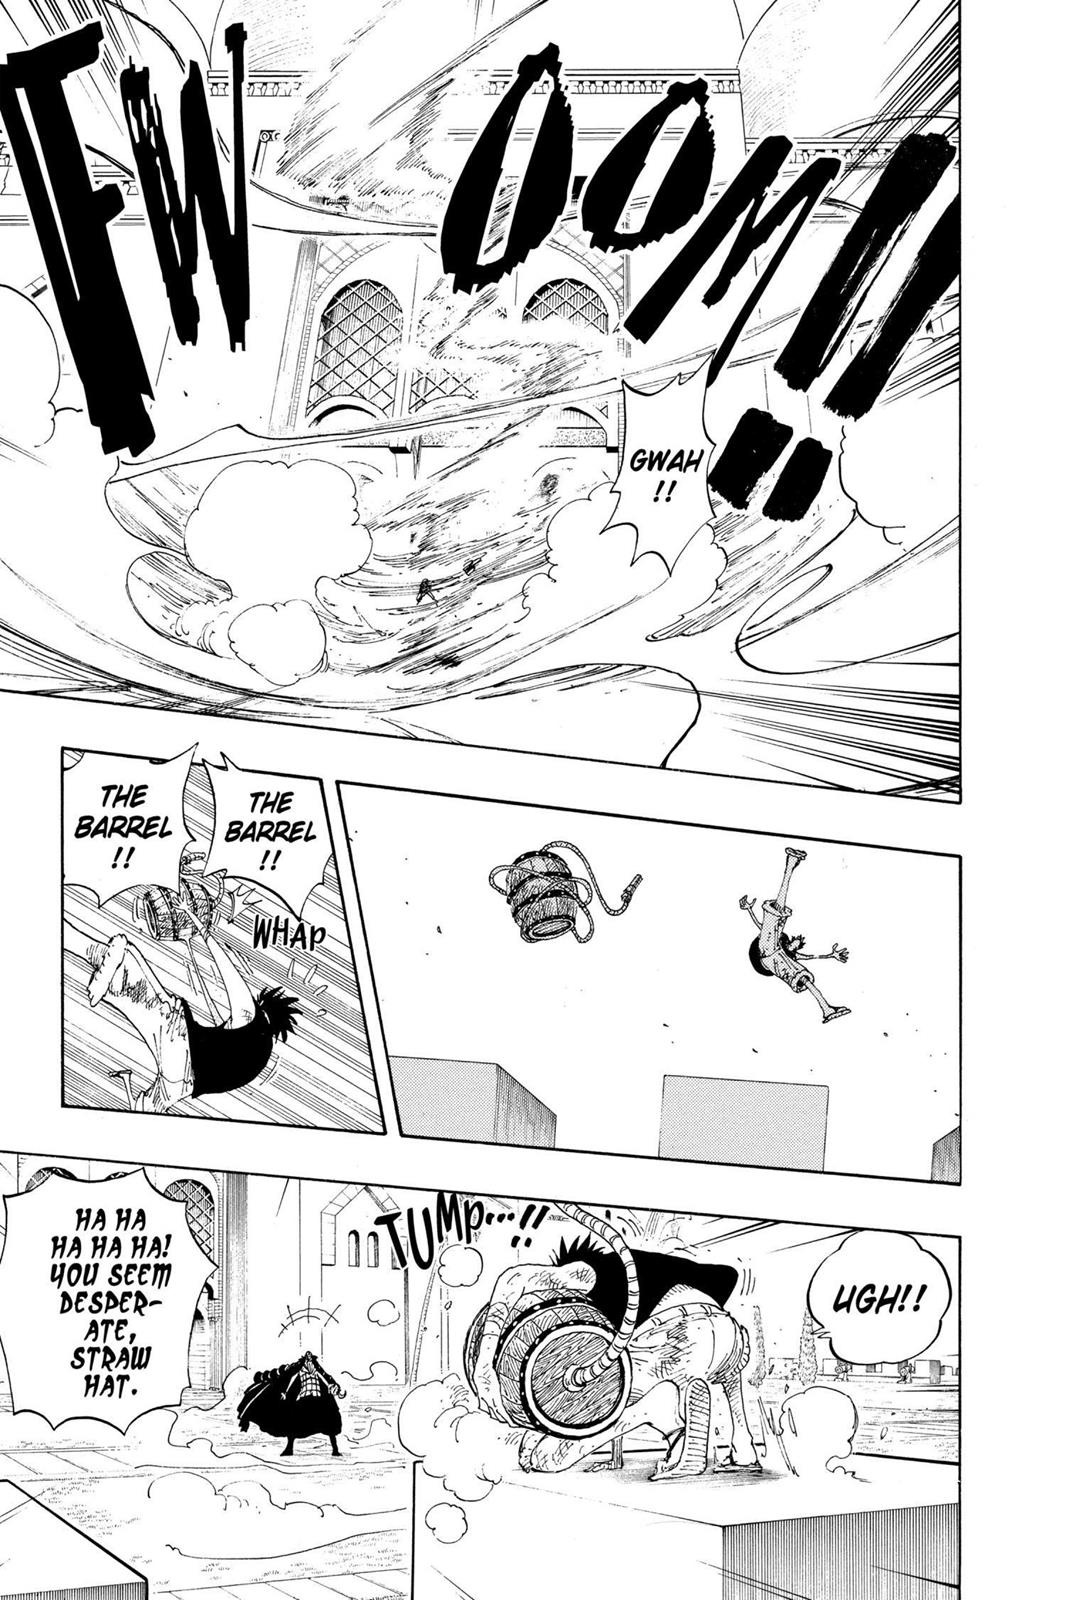 FWOOM!!
!!
GWAH
!!
THE
BARREL
!!
THE
BARREL
!!
WHAP
TUMP...!!
UGH!!
HA HA
HA HA HA!
YOU SEEM
DESPER-
ATE,
STRAW
HAT.